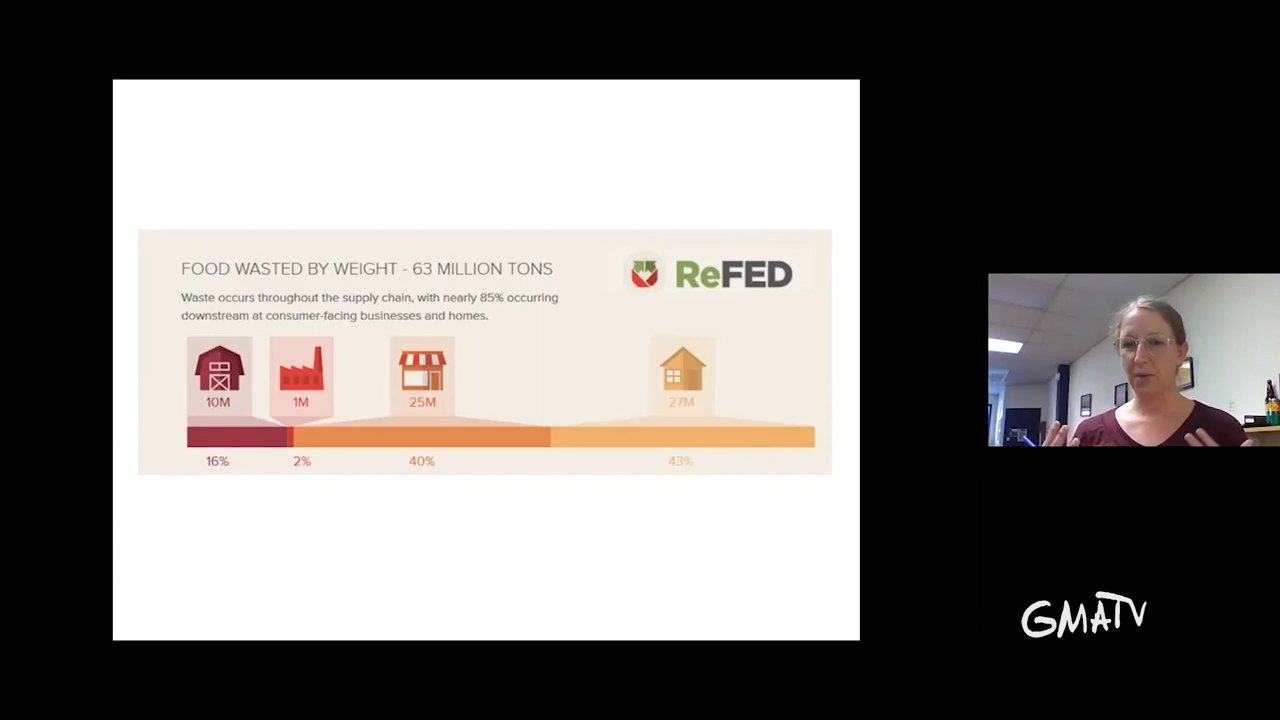 FOOD WASTED BY WEIGHT - 63 MILLION TONS
ReFED
Waste occurs throughout the supply chain, with nearly 85% occurring
downstream at consumer-facing businesses and homes.
10M
1M
25M
27M
16%
2%
40%
43%
GMATV